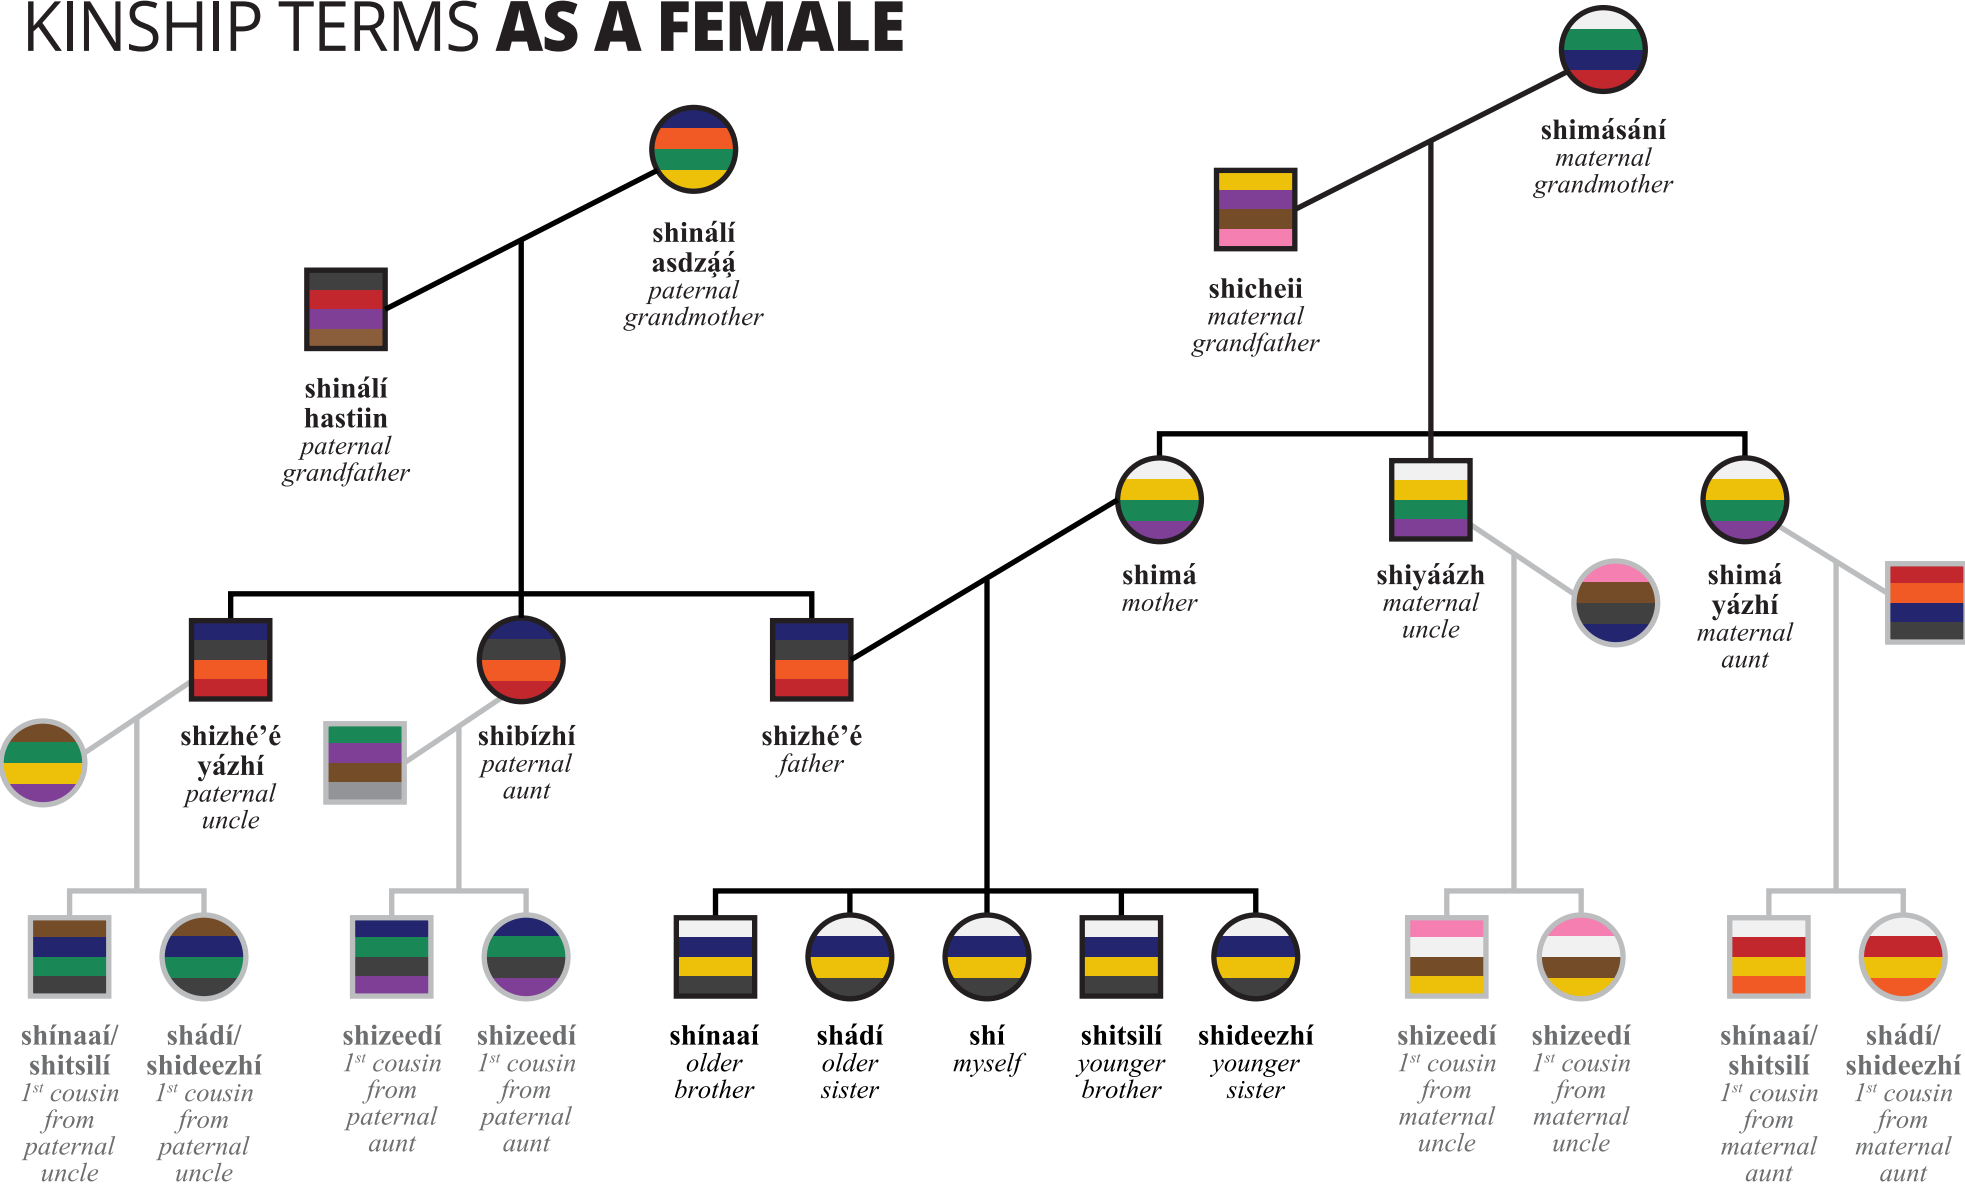 KINSHIP TERMS AS A FEMALE
shimásání
maternal
grandmother
shinálí
asdzą́ą́
paternal
grandmother
shicheii
maternal
grandfather
shinálí
hastiin
paternal
grandfather
shimá
mother
shiyáázh
maternal
uncle
shimá
yázhí
maternal
aunt
shizhé’é
yázhí
paternal
uncle
shibízhí
paternal
aunt
shizhé’é
father
shínaaí/
shitsilí
1st cousin
from
paternal
uncle
shádí/
shideezhí
1st cousin
from
paternal
uncle
shizeedí
1st cousin
from
paternal
aunt
shizeedí
1st cousin
from
paternal
aunt
shínaaí
older
brother
shádí
older
sister
shí
myself
shitsilí
younger
brother
shideezhí
younger
sister
shizeedí
1st cousin
from
maternal
uncle
shizeedí
1st cousin
from
maternal
uncle
shínaaí/
shitsilí
1st cousin
from
maternal
aunt
shádí/
shideezhí
1st cousin
from
maternal
aunt